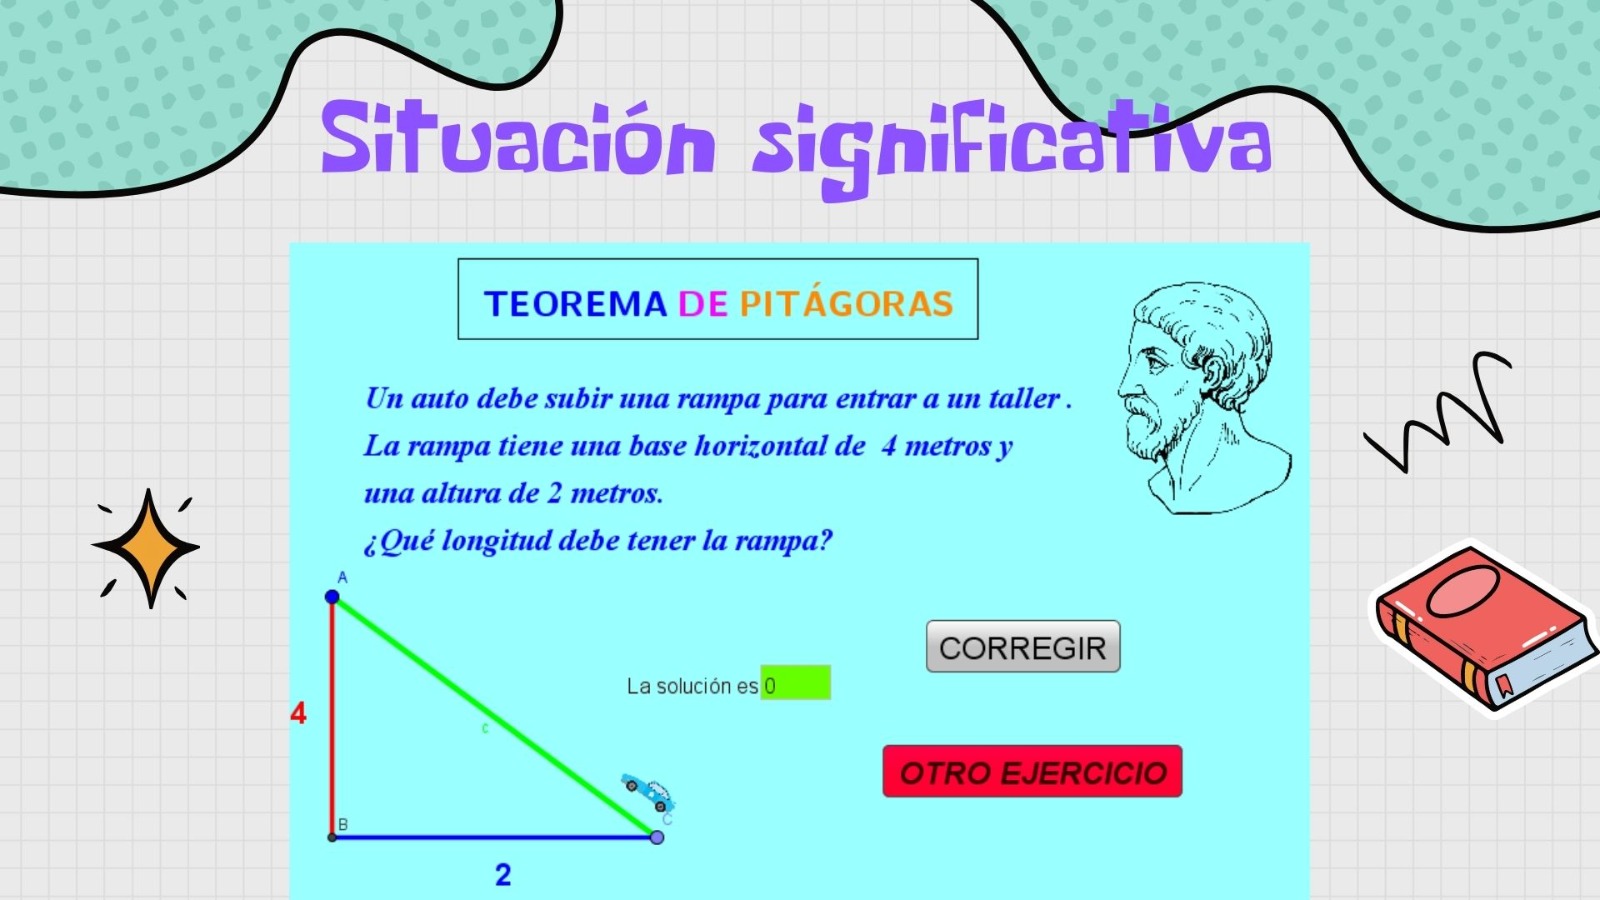 Situación significativa
TEOREMA DE PITÁGORAS
Un auto debe subir una rampa para entrar a un taller .
La rampa tiene una base horizontal de 4 metros y
una altura de 2 metros.
¿Qué longitud debe tener la rampa?
A
4
c
B
C
2
La solución es 0
CORREGIR
OTRO EJERCICIO